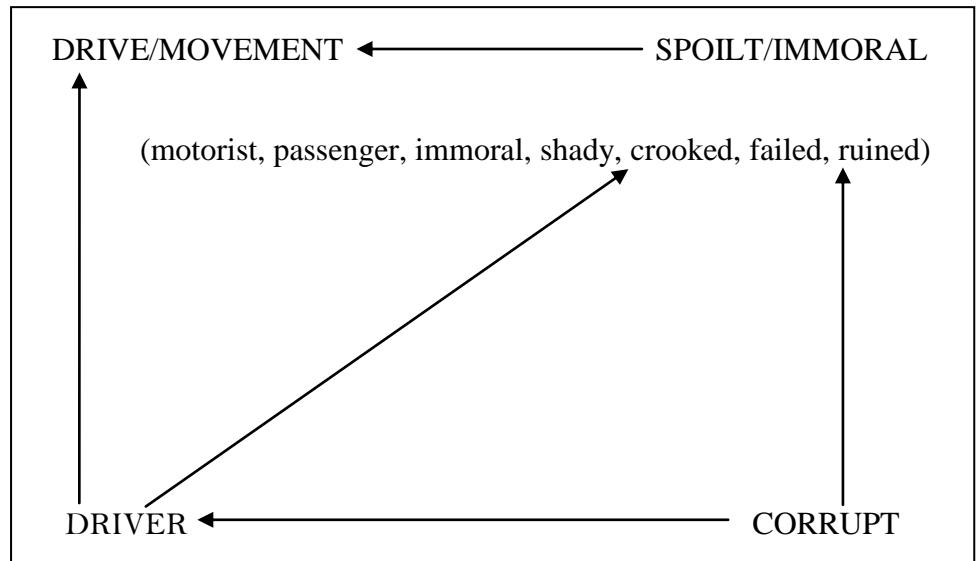 DRIVE/MOVEMENT SPOILT/IMMORAL
(motorist, passenger, immoral, shady, crooked, failed, ruined)
DRIVER CORRUPT